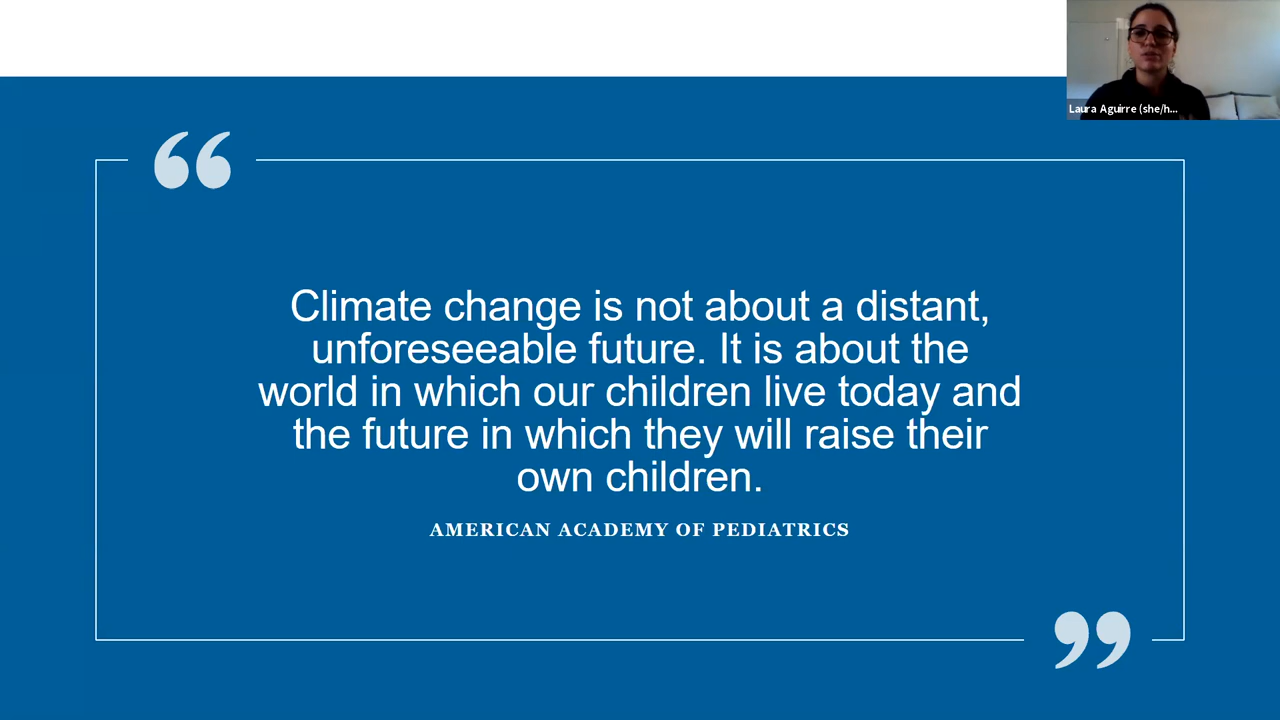 Laura Aguirre (she/h...
“
Climate change is not about a distant,
unforeseeable future. It is about the
world in which our children live today and
the future in which they will raise their
own children.
AMERICAN ACADEMY OF PEDIATRICS
”